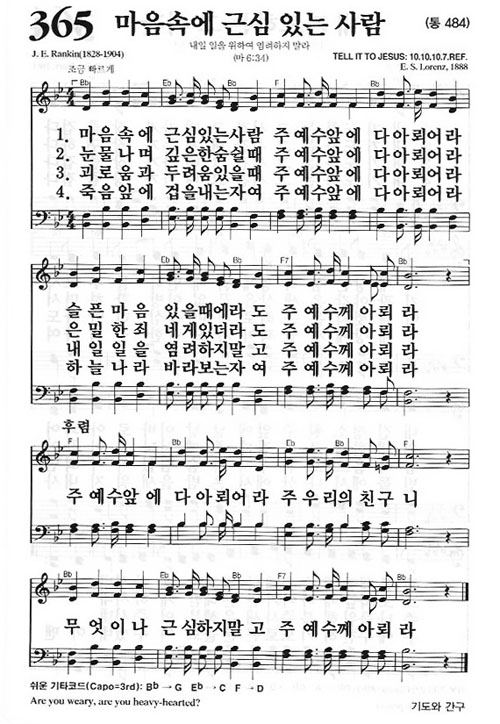 365 마음속에 근심 있는 사람 (통 484)
내일 일을 위하여 염려하지 말라
J. E. Rankin(1828-1904) (마 6:34) TELL IT TO JESUS: 10.10.10.7.REF.
E. S. Lorenz, 1888
조금 빠르게
Bb Eb Bb F7 Bb
1. 마음속에 근심있는사람 주예수앞에 다아뢰어라
2. 눈물나며 깊은한숨쉴때 주예수앞에 다아뢰어라
3. 괴로움과 두려움있을때 주예수앞에 다아뢰어라
4. 죽음앞에 겁을내는자여 주예수앞에 다아뢰어라
Eb Bb F7 Bb
슬픈마음 있을때에라도 주예수께아뢰라
은밀한죄 네게있더라도 주예수께아뢰라
내일일을 염려하지말고 주예수께아뢰라
하늘나라 바라보는자여 주예수께아뢰라
후렴
F Bb Eb Bb F
주예수앞에 다아뢰어라 주우리의친구니
Bb Eb Bb F7 Bb
무엇이나 근심하지말고 주예수께아뢰라
쉬운 기타코드(Capo=3rd): Bb→G Eb→C F→D
Are you weary, are you heavy-hearted? 기도와 간구